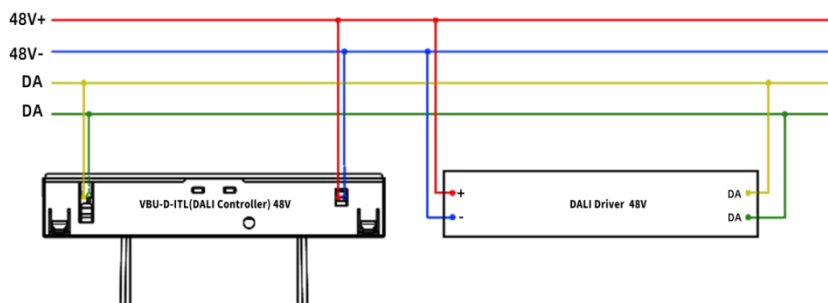 48V+
48V-
DA
DA
VBU-D-ITL(DALI Controller) 48V
+
-
DALI Driver 48V
DA
DA